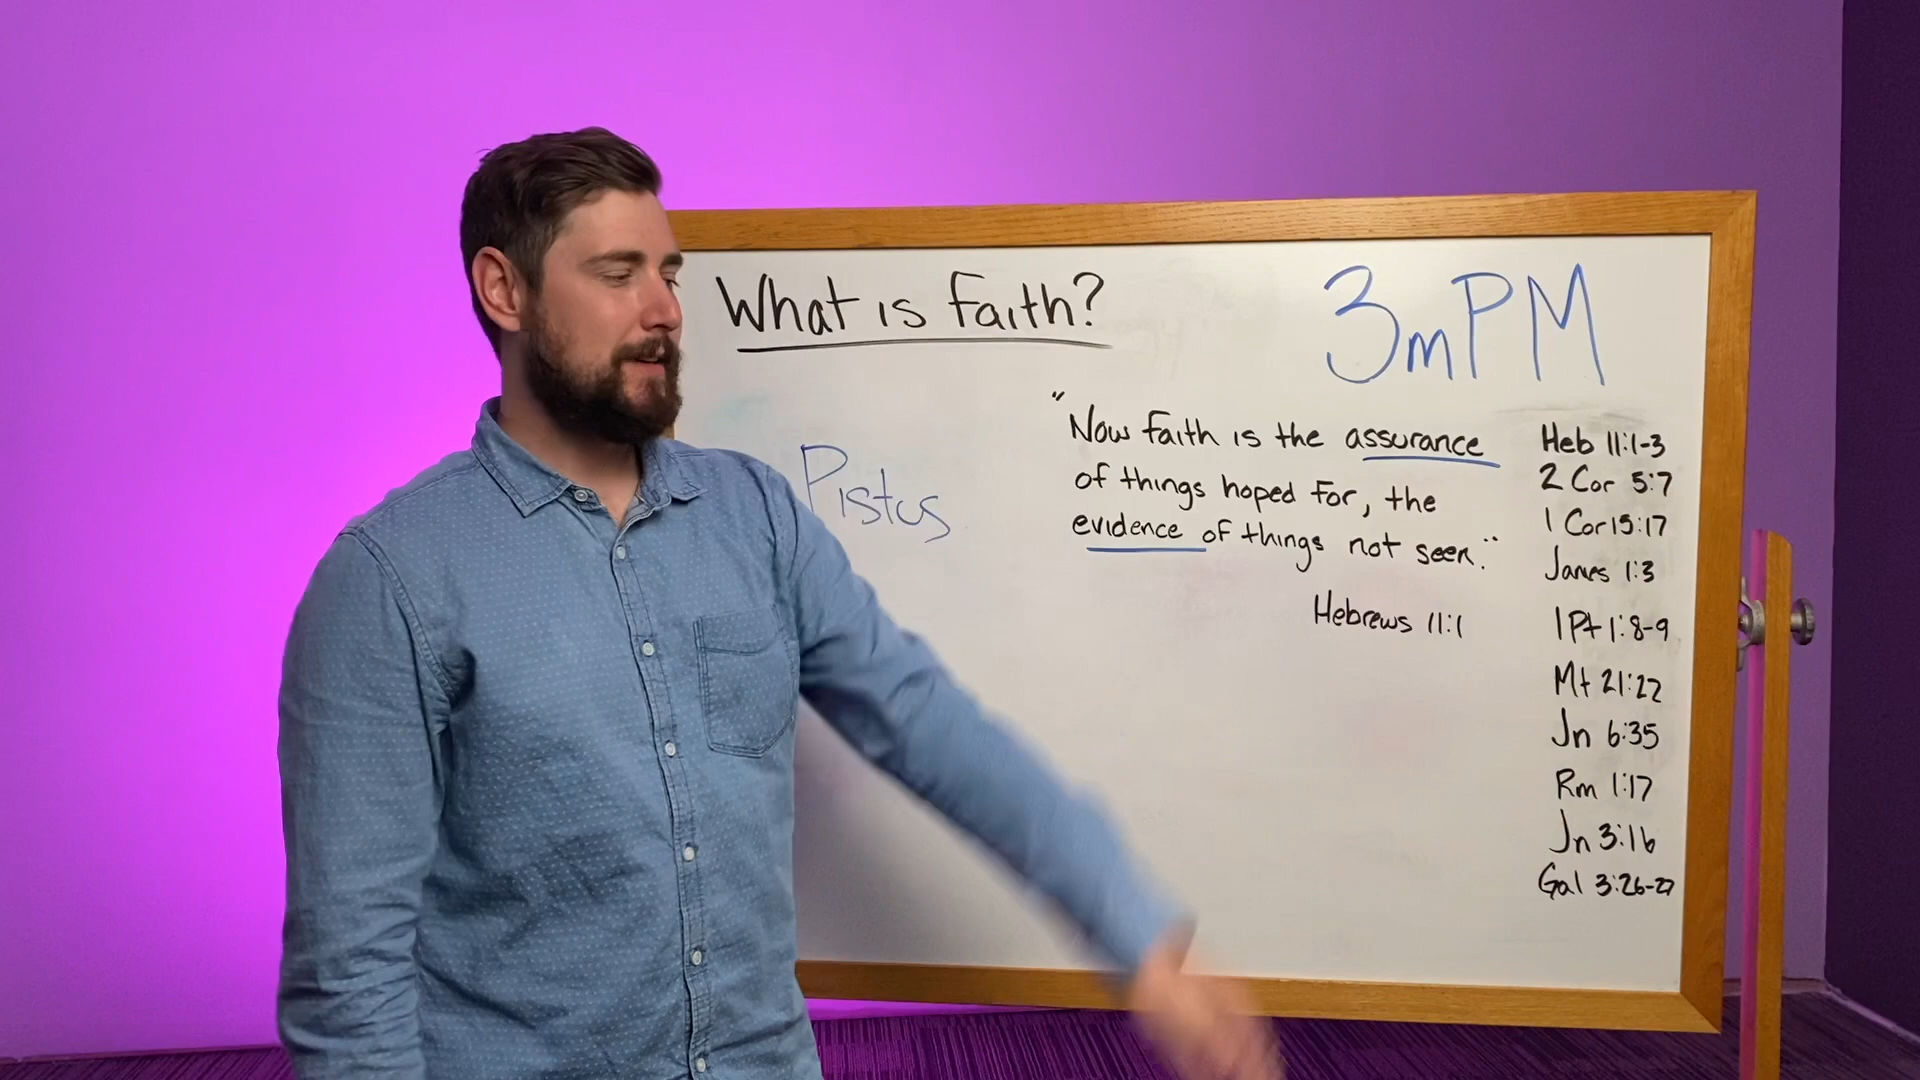 What is Faith?
3mPM
Pistis
"Now Faith is the assurance
of things hoped for, the
evidence of things not seen."
Hebrews 11:1
Heb 11:1-3
2 Cor 5:7
1 Cor 15:17
James 1:3
1 Pt 1:8-9
Mt 21:22
Jn 6:35
Rm 1:17
Jn 3:16
Gal 3:26-27